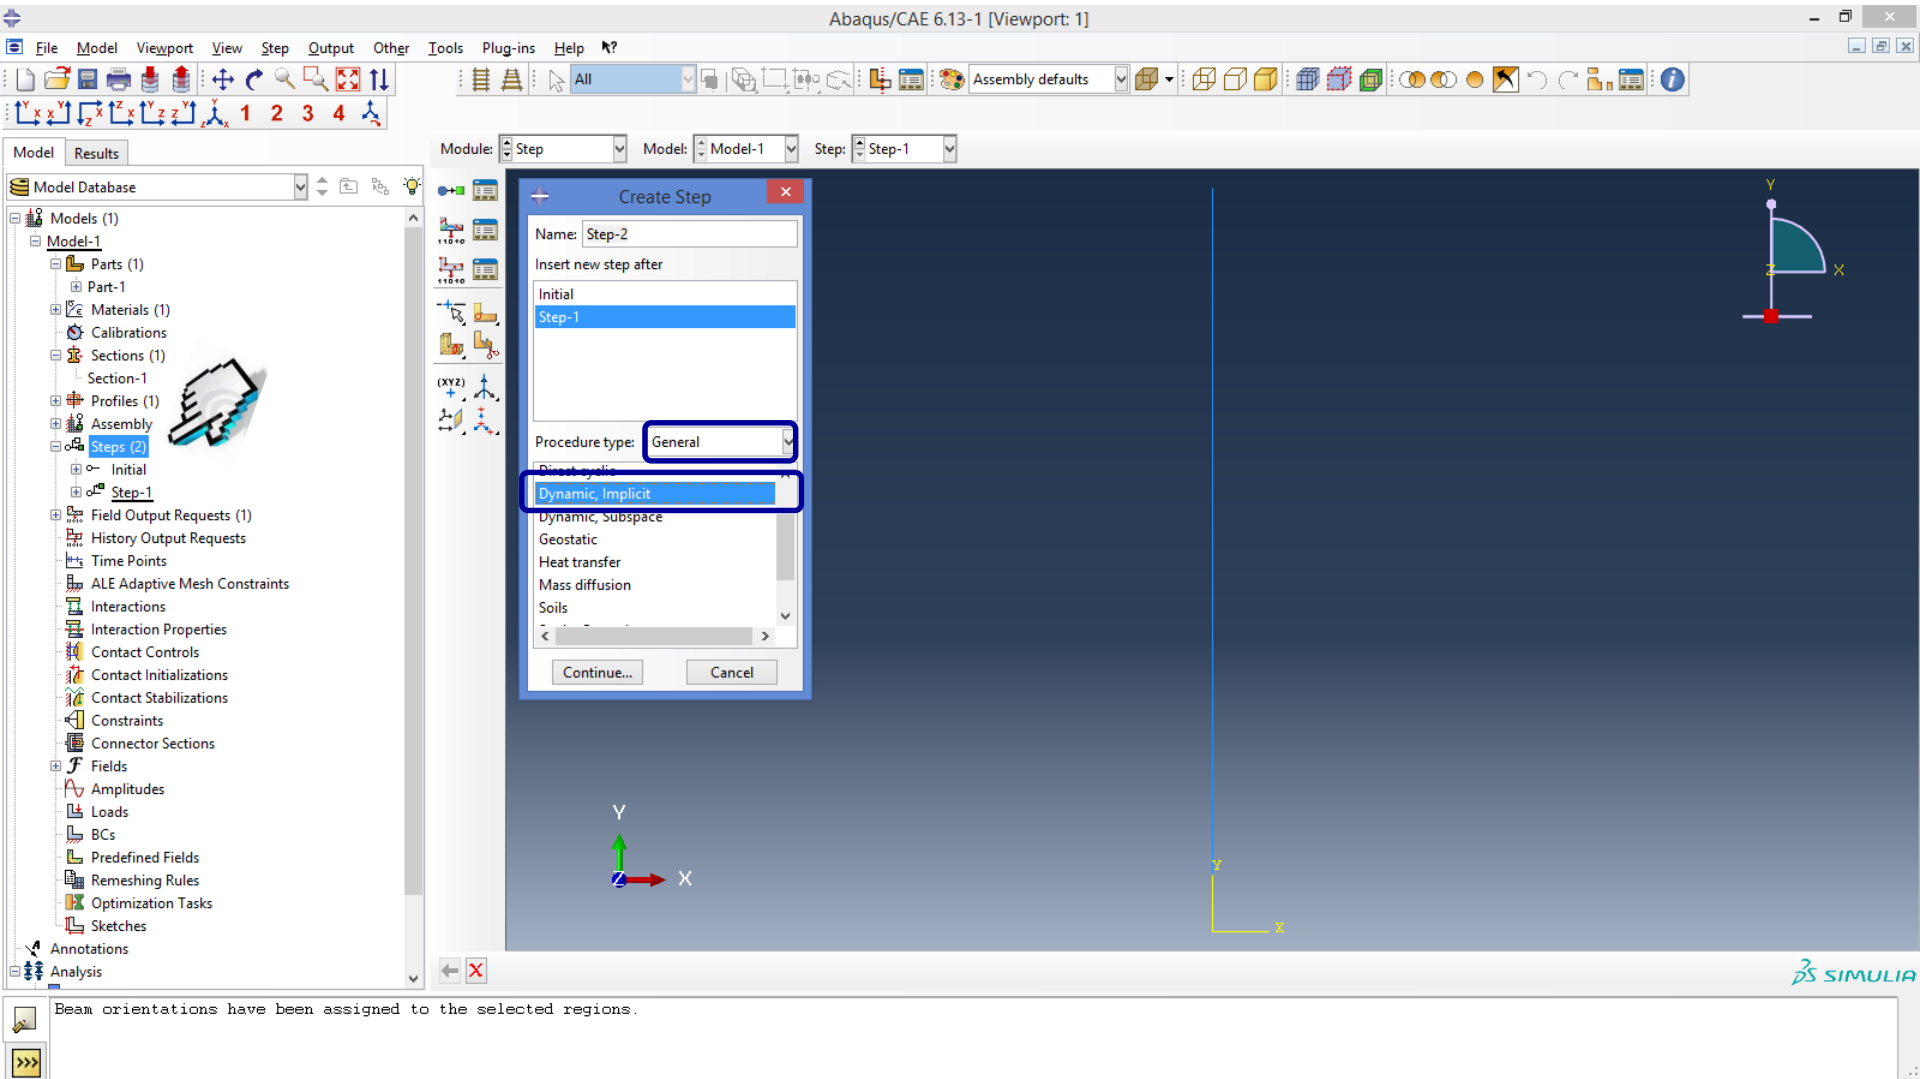 Abaqus/CAE 6.13-1 [Viewport: 1]
File Model Viewport View Step Output Other Tools Plug-ins Help ?
All
Assembly defaults
1 2 3 4
Model Results
Module: Step Model: Model-1 Step: Step-1
Model Database
Models (1)
Model-1
Parts (1)
Part-1
Materials (1)
Calibrations
Sections (1)
Section-1
Profiles (1)
Assembly
Steps (2)
Initial
Step-1
Field Output Requests (1)
History Output Requests
Time Points
ALE Adaptive Mesh Constraints
Interactions
Interaction Properties
Contact Controls
Contact Initializations
Contact Stabilizations
Constraints
Connector Sections
Fields
Amplitudes
Loads
BCs
Predefined Fields
Remeshing Rules
Optimization Tasks
Sketches
Annotations
Analysis
(XYZ)
Create Step
Name: Step-2
Insert new step after
Initial
Step-1
Procedure type: General
Direct cyclic
Dynamic, Implicit
Dynamic, Subspace
Geostatic
Heat transfer
Mass diffusion
Soils
Continue... Cancel
Y
Z X
Y
Z X
Y
X
SIMULIA
Beam orientations have been assigned to the selected regions.
>>>